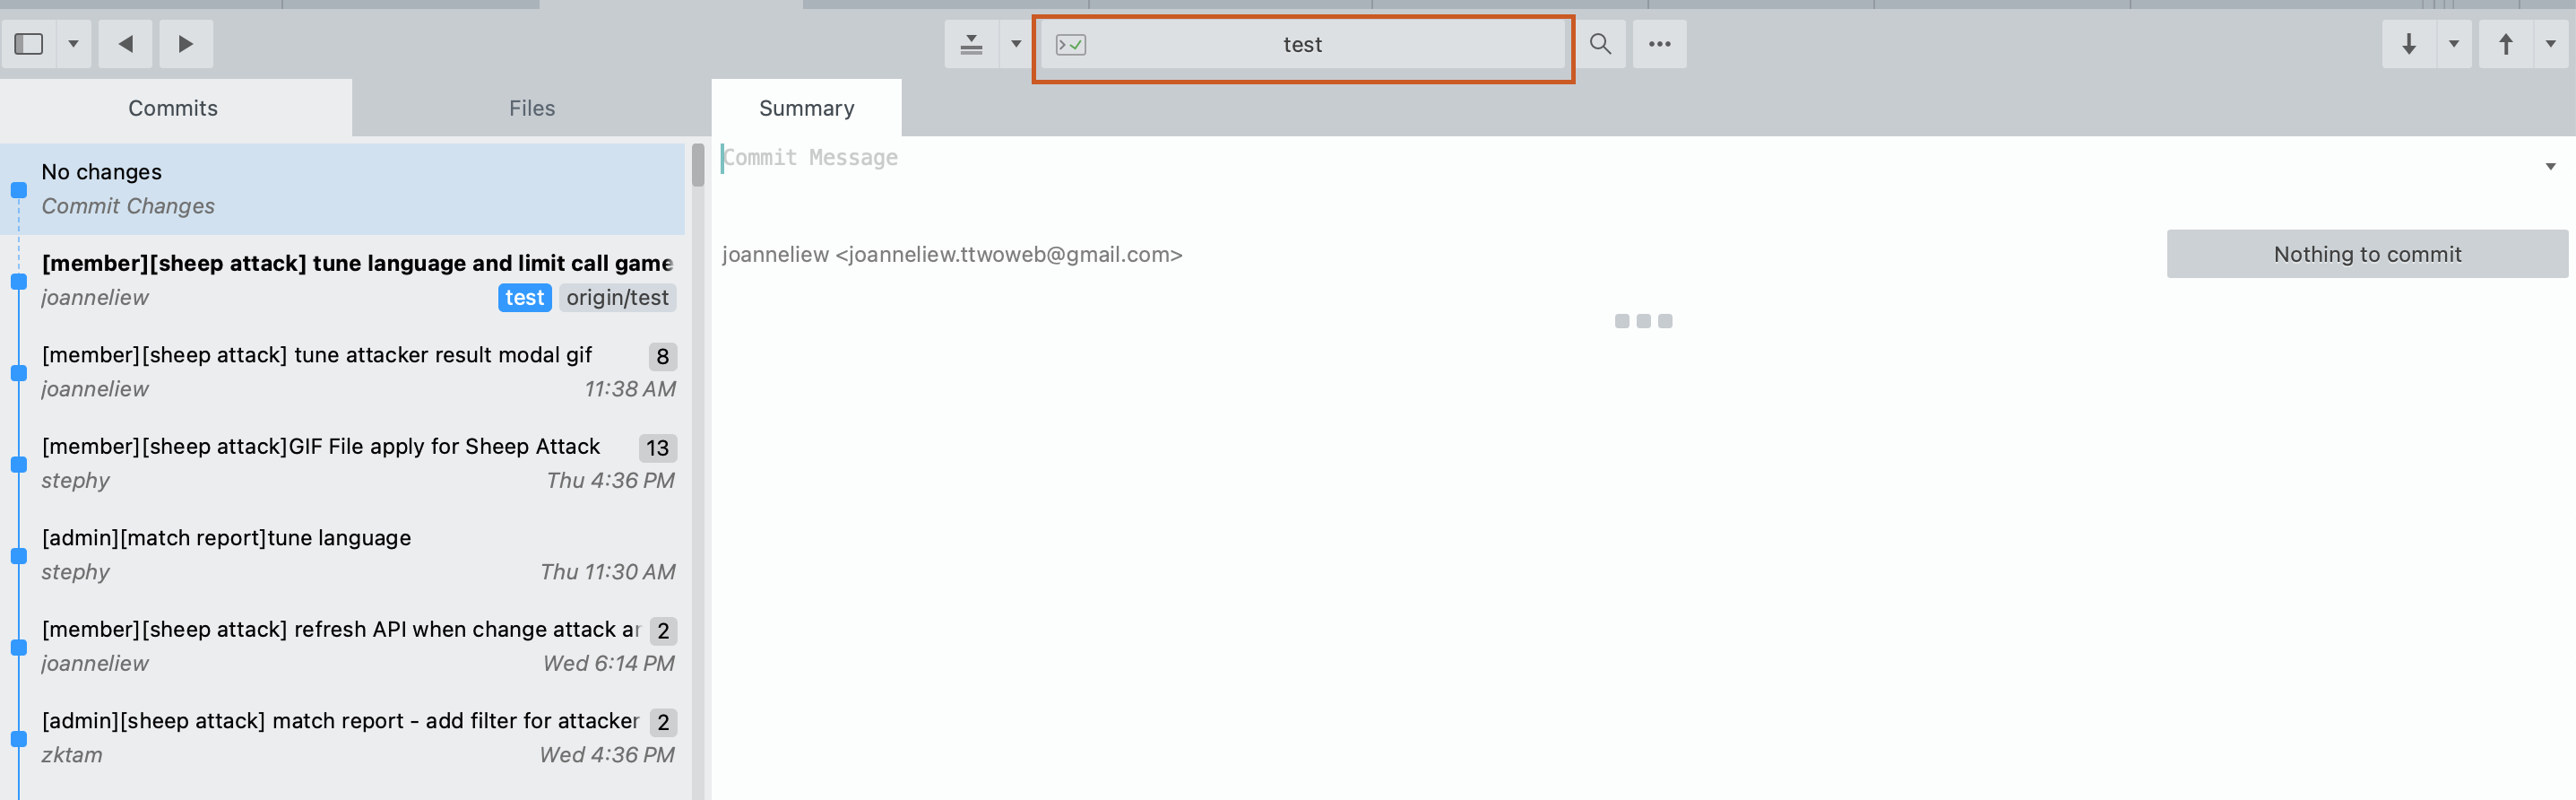 test
Commits
Files
Summary
No changes
Commit Changes
[member][sheep attack] tune language and limit call game
joanneliew
test
origin/test
[member][sheep attack] tune attacker result modal gif
8
joanneliew
11:38 AM
[member][sheep attack]GIF File apply for Sheep Attack
13
stephy
Thu 4:36 PM
[admin][match report]tune language
stephy
Thu 11:30 AM
[member][sheep attack] refresh API when change attack ar
2
joanneliew
Wed 6:14 PM
[admin][sheep attack] match report - add filter for attacker
2
zktam
Wed 4:36 PM
Commit Message
joanneliew <joanneliew.ttwoweb@gmail.com>
Nothing to commit